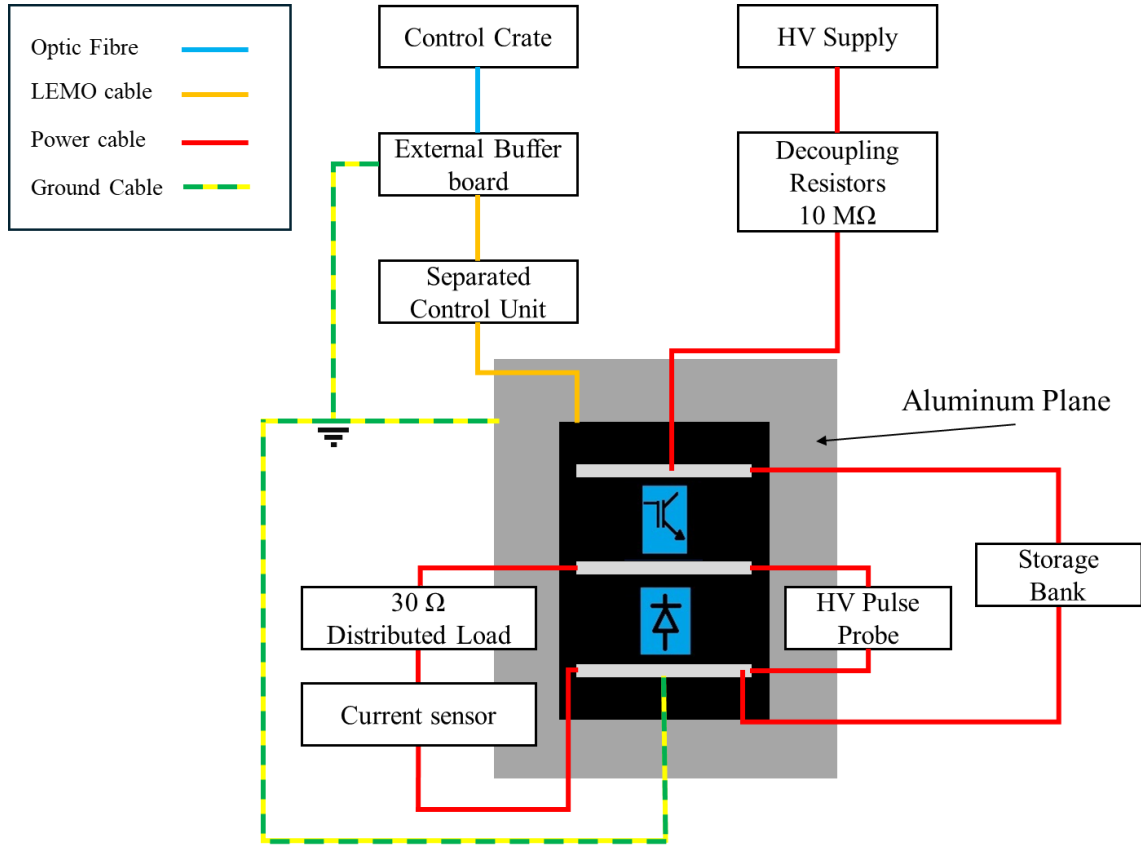 Optic Fibre
LEMO cable
Power cable
Ground Cable
Control Crate
HV Supply
External Buffer
board
Decoupling
Resistors
10 MΩ
Separated
Control Unit
Aluminum Plane
30 Ω
Distributed Load
HV Pulse
Probe
Storage
Bank
Current sensor